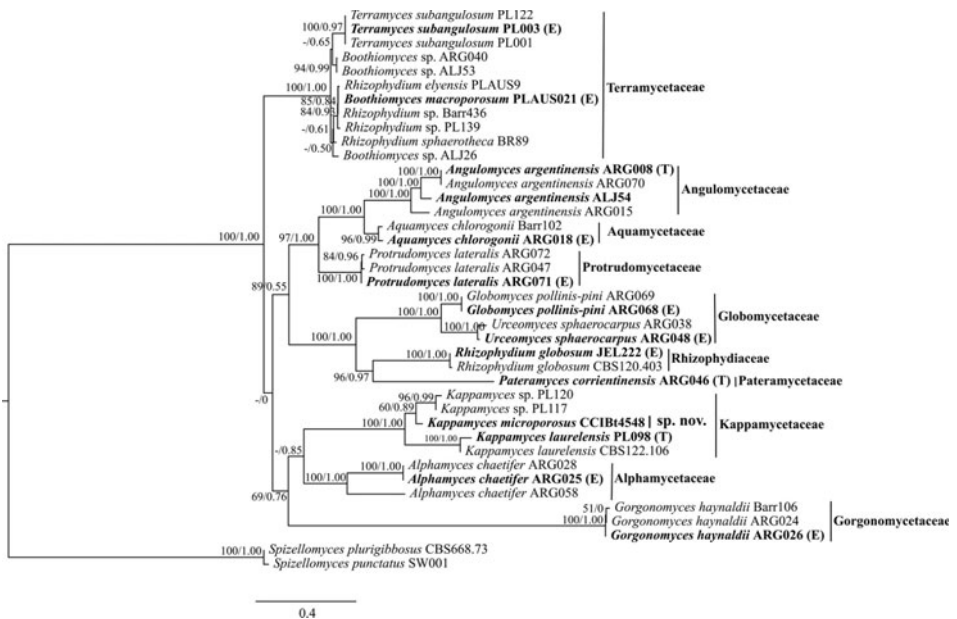 Terramyces subangulosum PL122
100/0.97
Terramyces subangulosum PL003 (E)
-/0.65
Terramyces subangulosum PL001
Boothiomyces sp. ARG040
94/0.99
Boothiomyces sp. ALJ53
100/1.00
Rhizophydium elyensis PLAUS9
Terramycetaceae
85/0.84
Boothiomyces macroporosum PLAUS021 (E)
84/0.93
Rhizophydium sp. Barr436
-/0.61
Rhizophydium sp. PL139
Rhizophydium sphaerotheca BR89
-/0.50
Boothiomyces sp. ALJ26
100/1.00
Angulomyces argentinensis ARG008 (T)
100/1.00
Angulomyces argentinensis ARG070
Angulomycetaceae
100/1.00
Angulomyces argentinensis ALJ54
Angulomyces argentinensis ARG015
100/1.00
Aquamyces chlorogonii Barr102
Aquamycetaceae
96/0.99
Aquamyces chlorogonii ARG018 (E)
100/1.00
97/1.00
84/0.96
Protrudomyces lateralis ARG072
Protrudomyces lateralis ARG047
Protrudomycetaceae
100/1.00
Protrudomyces lateralis ARG071 (E)
89/0.55
100/1.00
Globomyces pollinis-pini ARG069
100/1.00
Globomyces pollinis-pini ARG068 (E)
Globomycetaceae
100/1.00
Urceomyces sphaerocarpus ARG038
Urceomyces sphaerocarpus ARG048 (E)
100/1.00
100/1.00
Rhizophydium globosum JEL222 (E)
Rhizophydiaceae
Rhizophydium globosum CBS120.403
96/0.97
Pateramyces corrientinensis ARG046 (T)
Pateramycetaceae
-/0
96/0.99
Kappamyces sp. PL120
60/0.89
Kappamyces sp. PL117
100/1.00
Kappamyces microporosus CCIBt4548
sp. nov.
Kappamycetaceae
100/1.00
Kappamyces laurelensis PL098 (T)
Kappamyces laurelensis CBS122.106
-/0.85
100/1.00
Alphamyces chaetifer ARG028
100/1.00
Alphamyces chaetifer ARG025 (E)
Alphamycetaceae
Alphamyces chaetifer ARG058
69/0.76
51/0
Gorgonomyces haynaldii Barr106
100/1.00
Gorgonomyces haynaldii ARG024
Gorgonomycetaceae
Gorgonomyces haynaldii ARG026 (E)
100/1.00
Spizellomyces plurigibbosus CBS668.73
Spizellomyces punctatus SW001
0.4